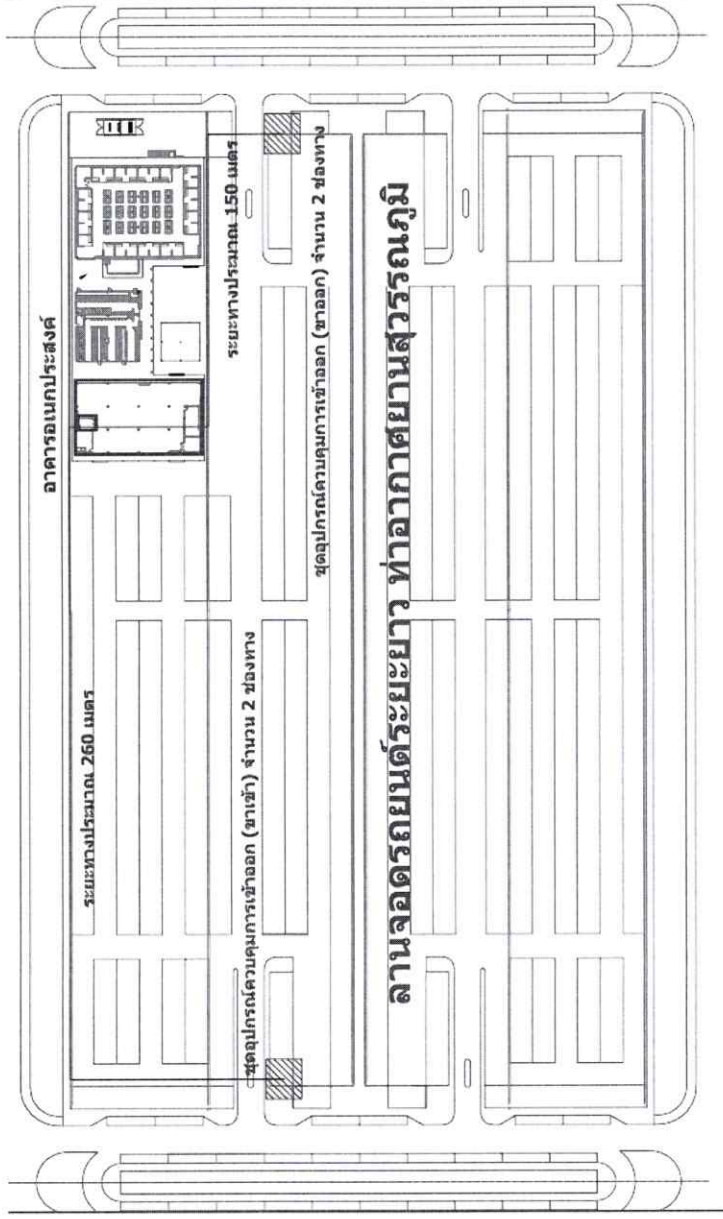 อาคารอเนกประสงค์
ระยะทางประมาณ 260 เมตร
ระยะทางประมาณ 150 เมตร
ชุดอุปกรณ์ควบคุมการเข้าออก (ขาเข้า) จำนวน 2 ช่องทาง
ชุดอุปกรณ์ควบคุมการเข้าออก (ขาออก) จำนวน 2 ช่องทาง
ลานจอดรถยนต์ระยะยาว ท่าอากาศยานสุวรรณภูมิ